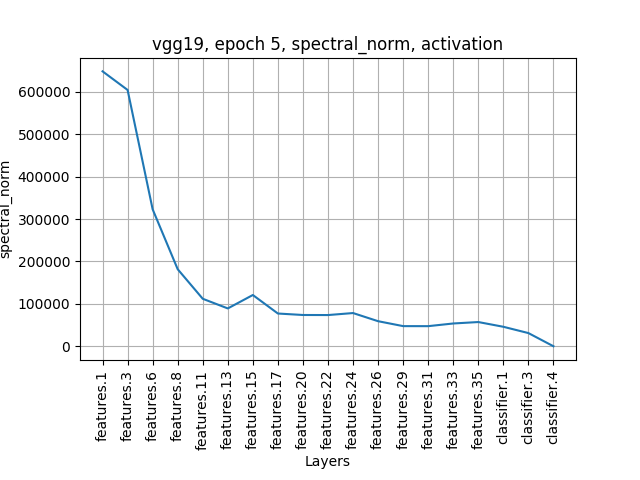 vgg19, epoch 5, spectral_norm, activation
600000
500000
400000
300000
200000
100000
0
spectral_norm
features.1
features.3
features.6
features.8
features.11
features.13
features.15
features.17
features.20
features.22
features.24
features.26
features.29
features.31
features.33
features.35
classifier.1
classifier.3
classifier.4
Layers